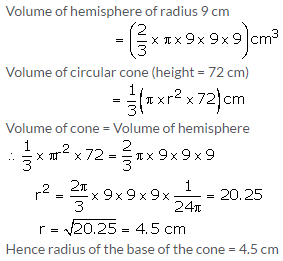 Volume of hemisphere of radius 9 cm
= (2/3 × π × 9 × 9 × 9) cm³
Volume of circular cone (height = 72 cm)
= 1/3 (π × r² × 72) cm
Volume of cone = Volume of hemisphere
∴ 1/3 × πr² × 72 = 2/3 π × 9 × 9 × 9
r² = 2π/3 × 9 × 9 × 9 × 1/24π = 20.25
r = √20.25 = 4.5 cm
Hence radius of the base of the cone = 4.5 cm